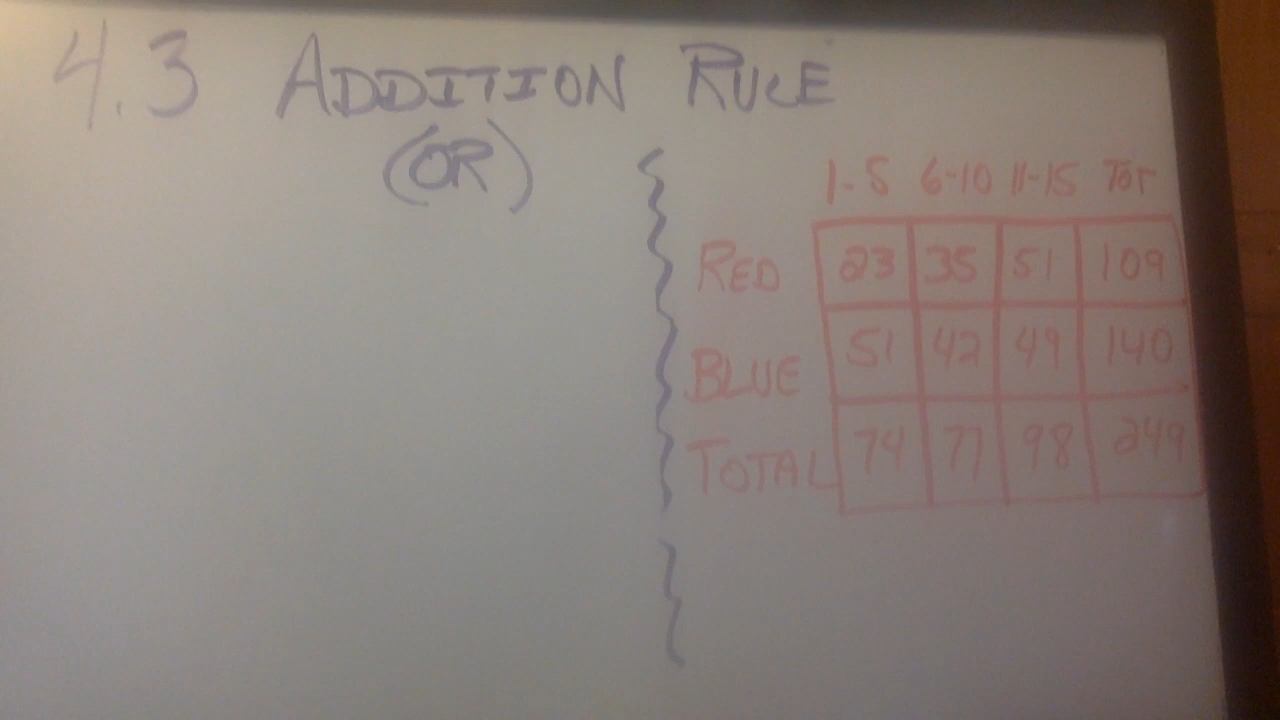 4.3 ADDITION RULE
(OR)
1-5 6-10 11-15 TOT
RED 23 35 51 109
BLUE 51 42 49 140
TOTAL 74 77 98 249